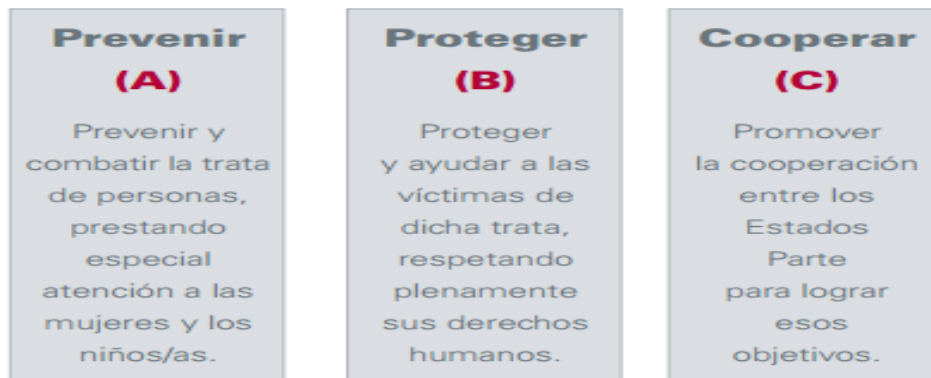 Prevenir
(A)
Prevenir y
combatir la trata
de personas,
prestando
especial
atención a las
mujeres y los
niños/as.
Proteger
(B)
Proteger
y ayudar a las
víctimas de
dicha trata,
respetando
plenamente
sus derechos
humanos.
Cooperar
(C)
Promover
la cooperación
entre los
Estados
Parte
para lograr
esos
objetivos.